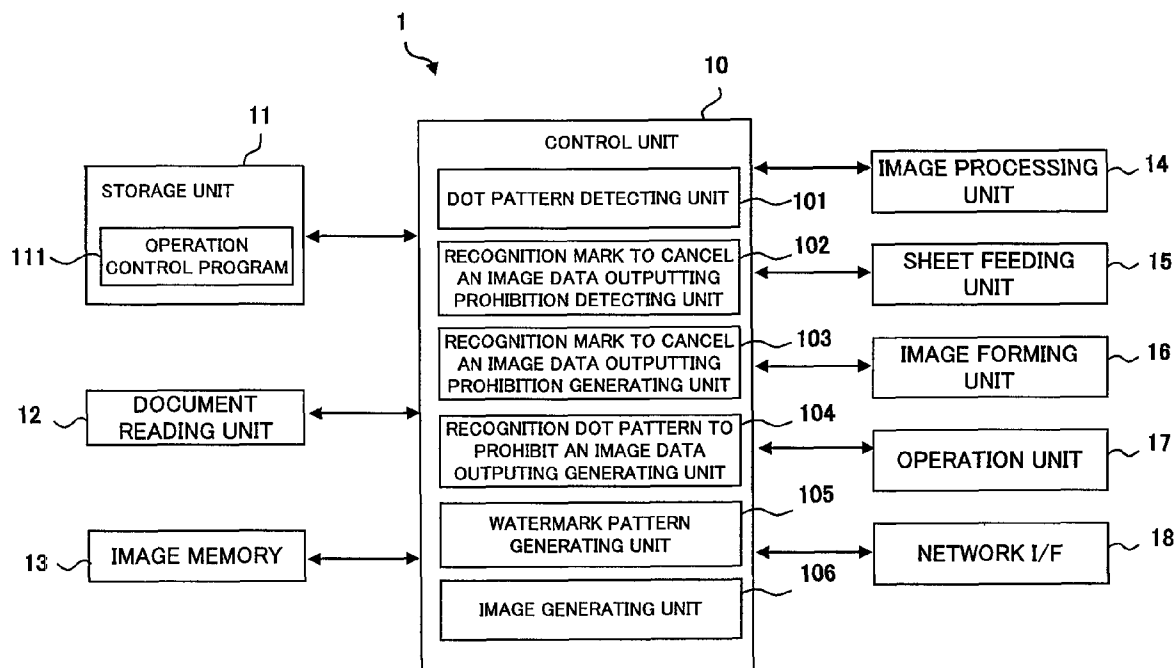 1
10
11
STORAGE UNIT
111
OPERATION
CONTROL PROGRAM
12
DOCUMENT
READING UNIT
13
IMAGE MEMORY
CONTROL UNIT
DOT PATTERN DETECTING UNIT
101
RECOGNITION MARK TO CANCEL
AN IMAGE DATA OUTPUTTING
PROHIBITION DETECTING UNIT
102
RECOGNITION MARK TO CANCEL
AN IMAGE DATA OUTPUTTING
PROHIBITION GENERATING UNIT
103
RECOGNITION DOT PATTERN TO
PROHIBIT AN IMAGE DATA
OUTPUTING GENERATING UNIT
104
WATERMARK PATTERN
GENERATING UNIT
105
IMAGE GENERATING UNIT
106
IMAGE PROCESSING
UNIT
14
SHEET FEEDING
UNIT
15
IMAGE FORMING
UNIT
16
OPERATION UNIT
17
NETWORK I/F
18